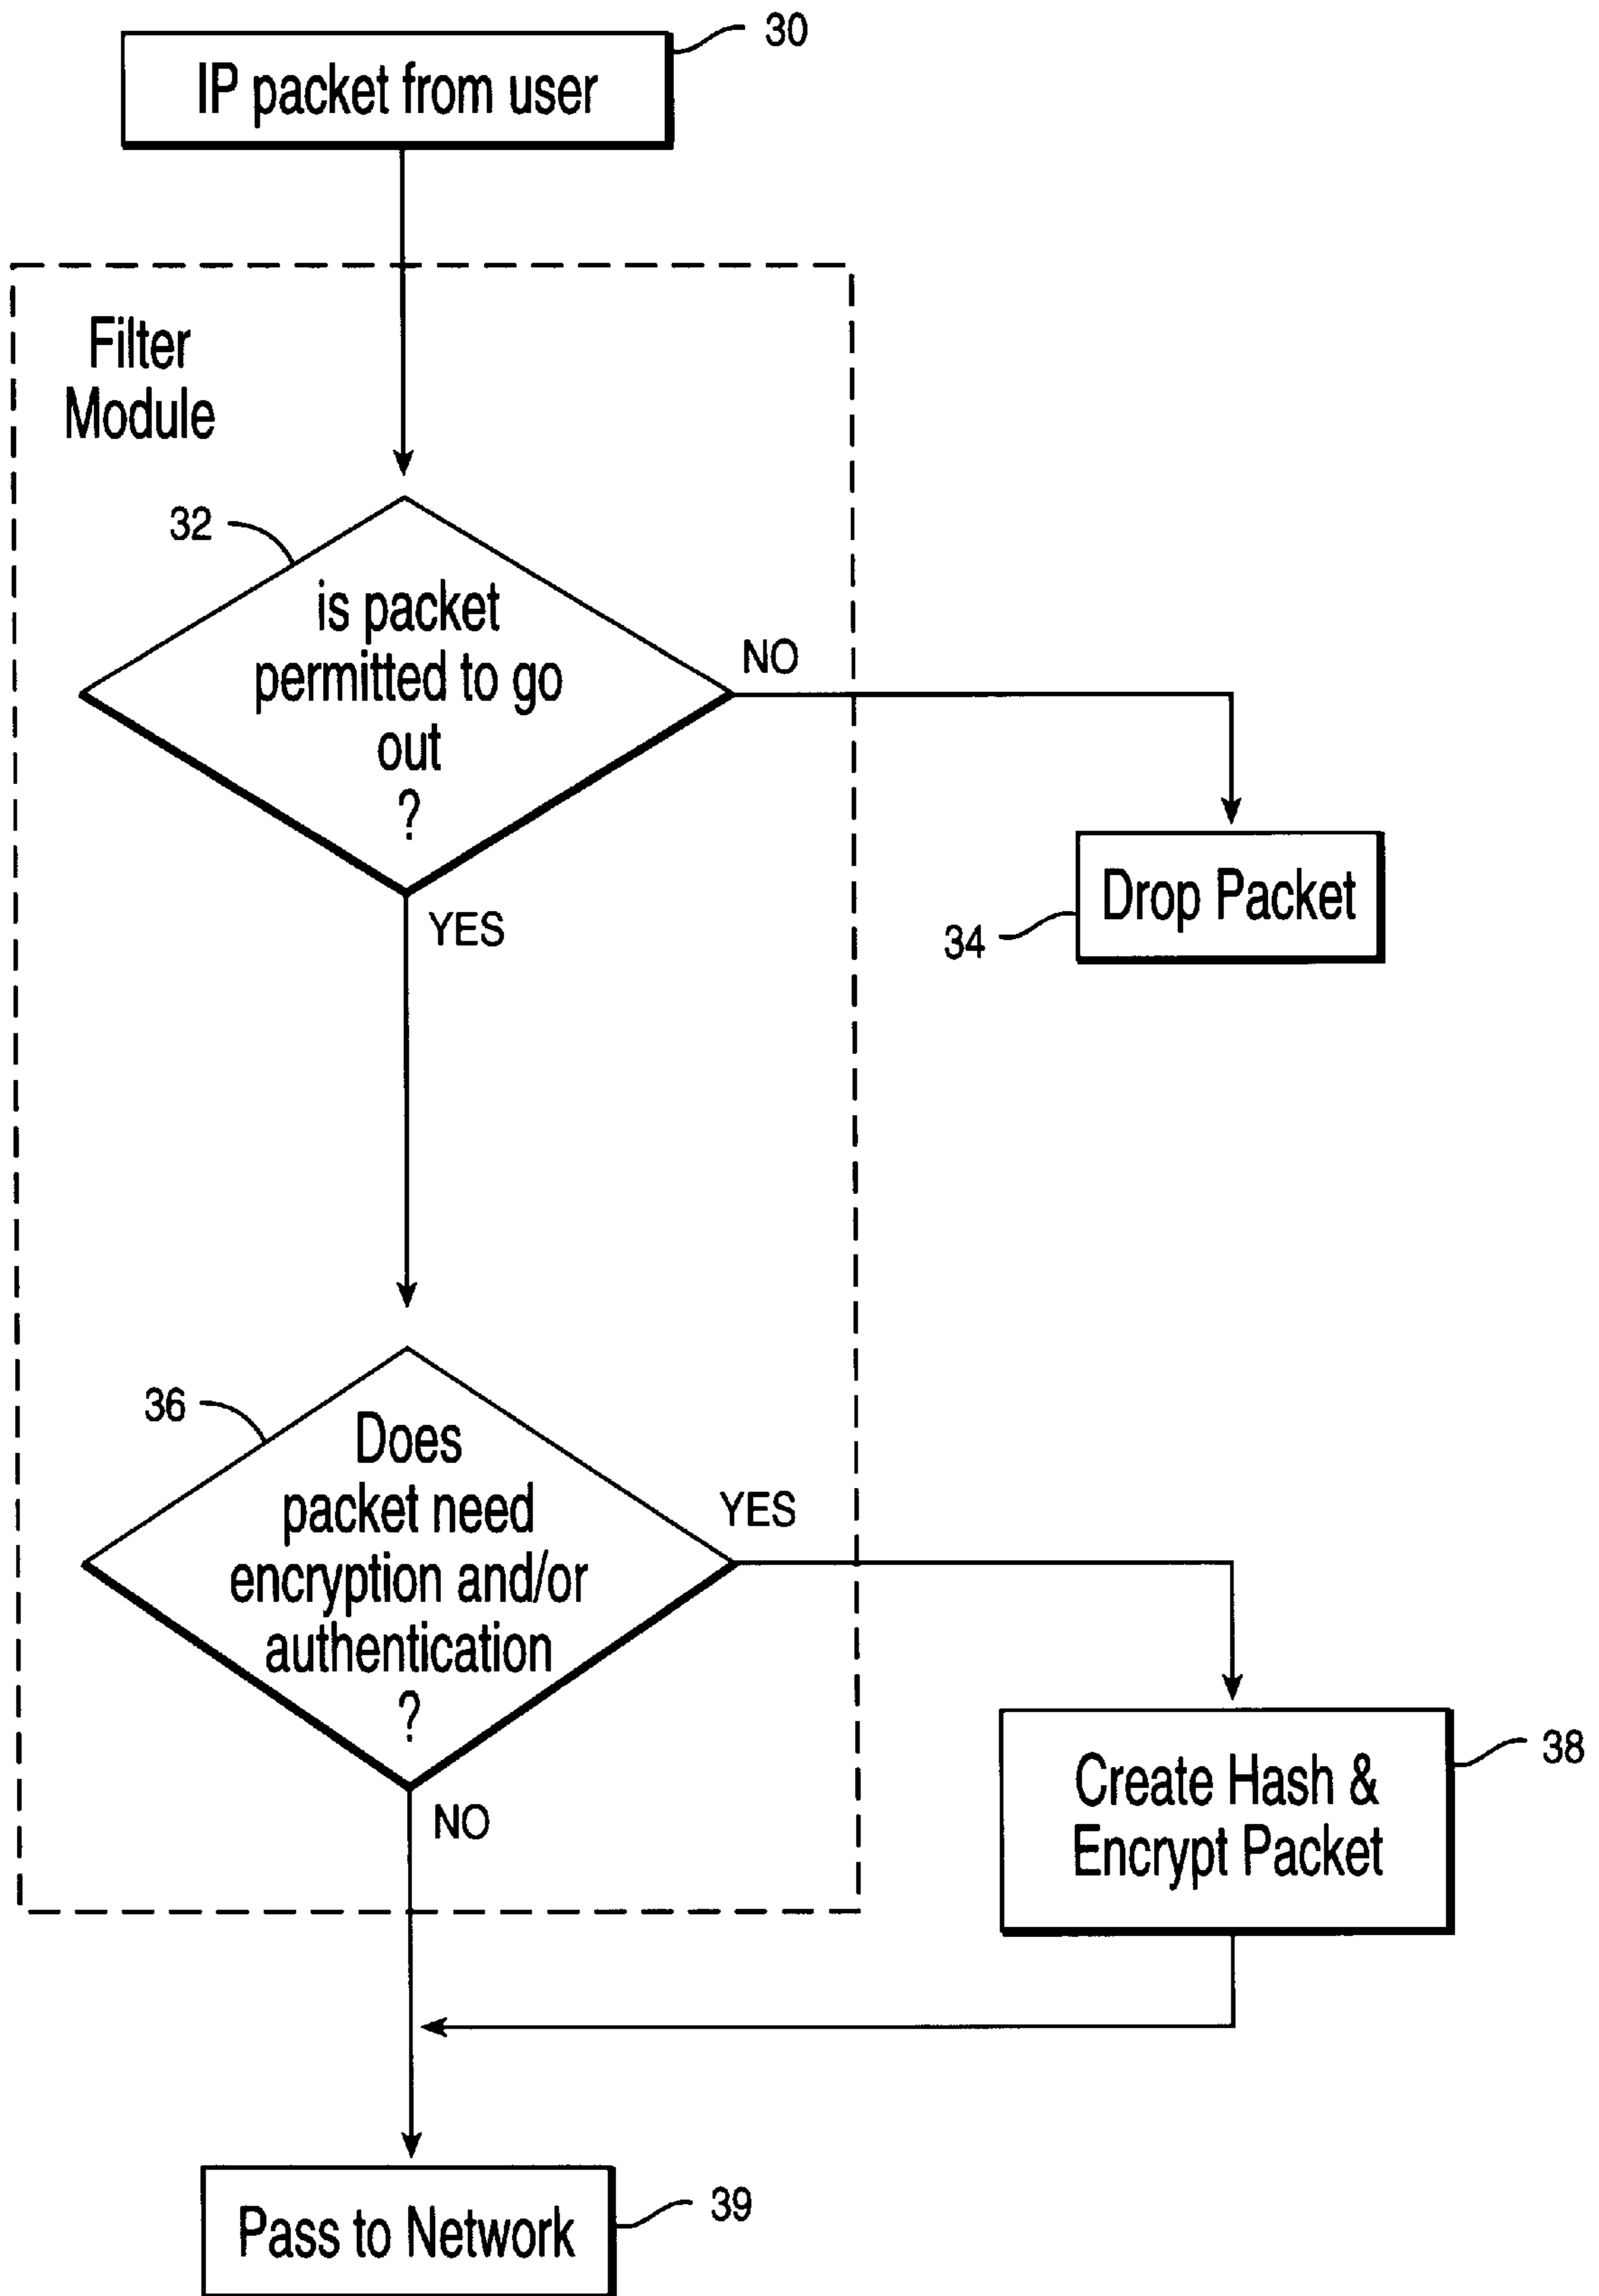 30
IP packet from user
Filter
Module
32
is packet
permitted to go
out
?
NO
YES
Drop Packet
34
36
Does
packet need
encryption and/or
authentication
?
YES
NO
38
Create Hash &
Encrypt Packet
39
Pass to Network